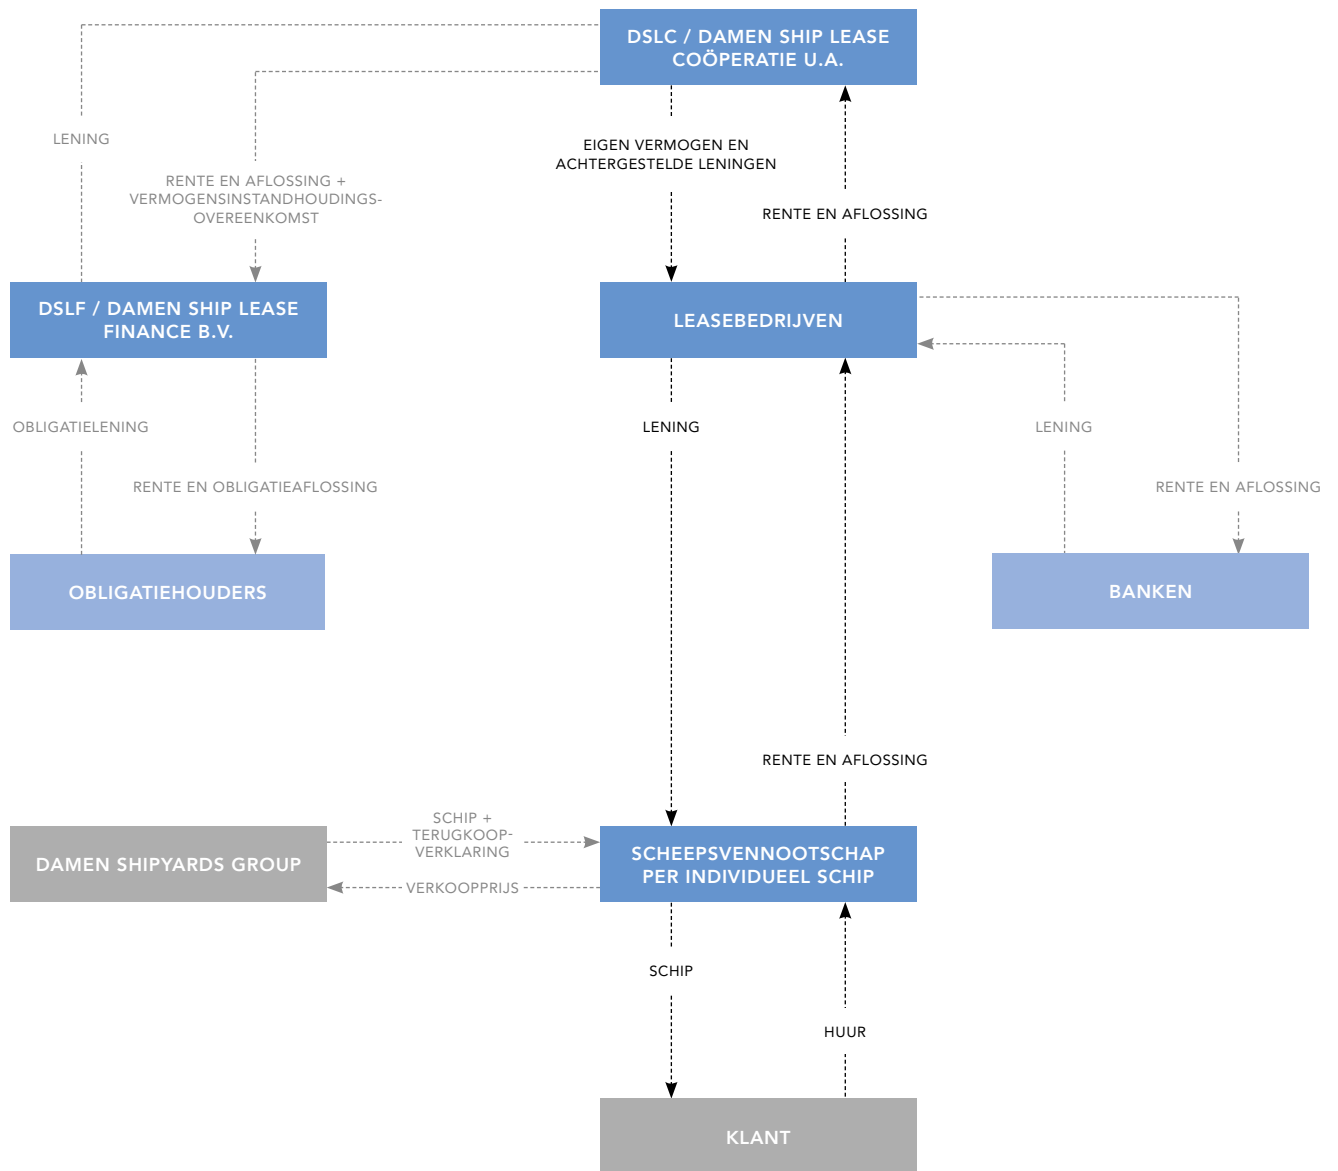 DSLC / DAMEN SHIP LEASE
COÖPERATIE U.A.
LENING
EIGEN VERMOGEN EN
ACHTERGESTELDE LENINGEN
RENTE EN AFLOSSING +
VERMOGENSINSTANDHOUDINGS-
OVEREENKOMST
RENTE EN AFLOSSING
DSLF / DAMEN SHIP LEASE
FINANCE B.V.
LEASEBEDRIJVEN
OBLIGATIELENING
LENING
LENING
RENTE EN OBLIGATIEAFLOSSING
RENTE EN AFLOSSING
OBLIGATIEHOUDERS
BANKEN
RENTE EN AFLOSSING
DAMEN SHIPYARDS GROUP
SCHIP +
TERUGKOOP-
VERKLARING
VERKOOPPRIJS
SCHEEPSVENNOOTSCHAP
PER INDIVIDUEEL SCHIP
SCHIP
HUUR
KLANT